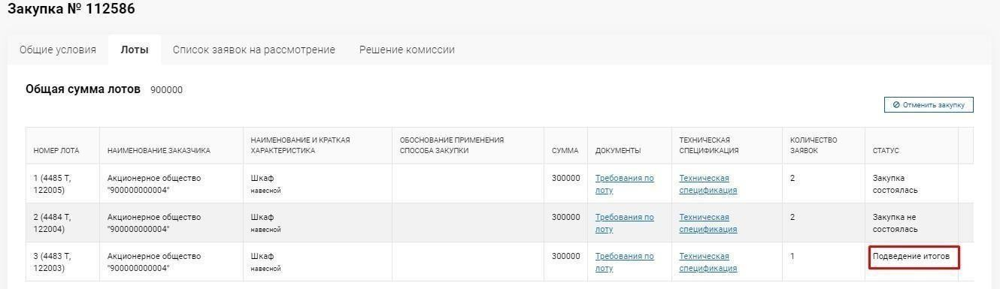 Закупка № 112586
Общие условия Лоты Список заявок на рассмотрение Решение комиссии
Общая сумма лотов 900000
Отменить закупку
НОМЕР ЛОТА НАИМЕНОВАНИЕ ЗАКАЗЧИКА НАИМЕНОВАНИЕ И КРАТКАЯ ХАРАКТЕРИСТИКА ОБОСНОВАНИЕ ПРИМЕНЕНИЯ СПОСОБА ЗАКУПКИ СУММА ДОКУМЕНТЫ ТЕХНИЧЕСКАЯ СПЕЦИФИКАЦИЯ КОЛИЧЕСТВО ЗАЯВОК СТАТУС
1 (4485 Т, Акционерное общество Шкаф 300000 Требования по Техническая 2 Закупка
122005) "900000000004" навесной лоту спецификация состоялась
2 (4484 Т, Акционерное общество Шкаф 300000 Требования по Техническая 2 Закупка не
122004) "900000000004" навесной лоту спецификация состоялась
3 (4483 Т, Акционерное общество Шкаф 300000 Требования по Техническая 1 Подведение итогов
122003) "900000000004" навесной лоту спецификация